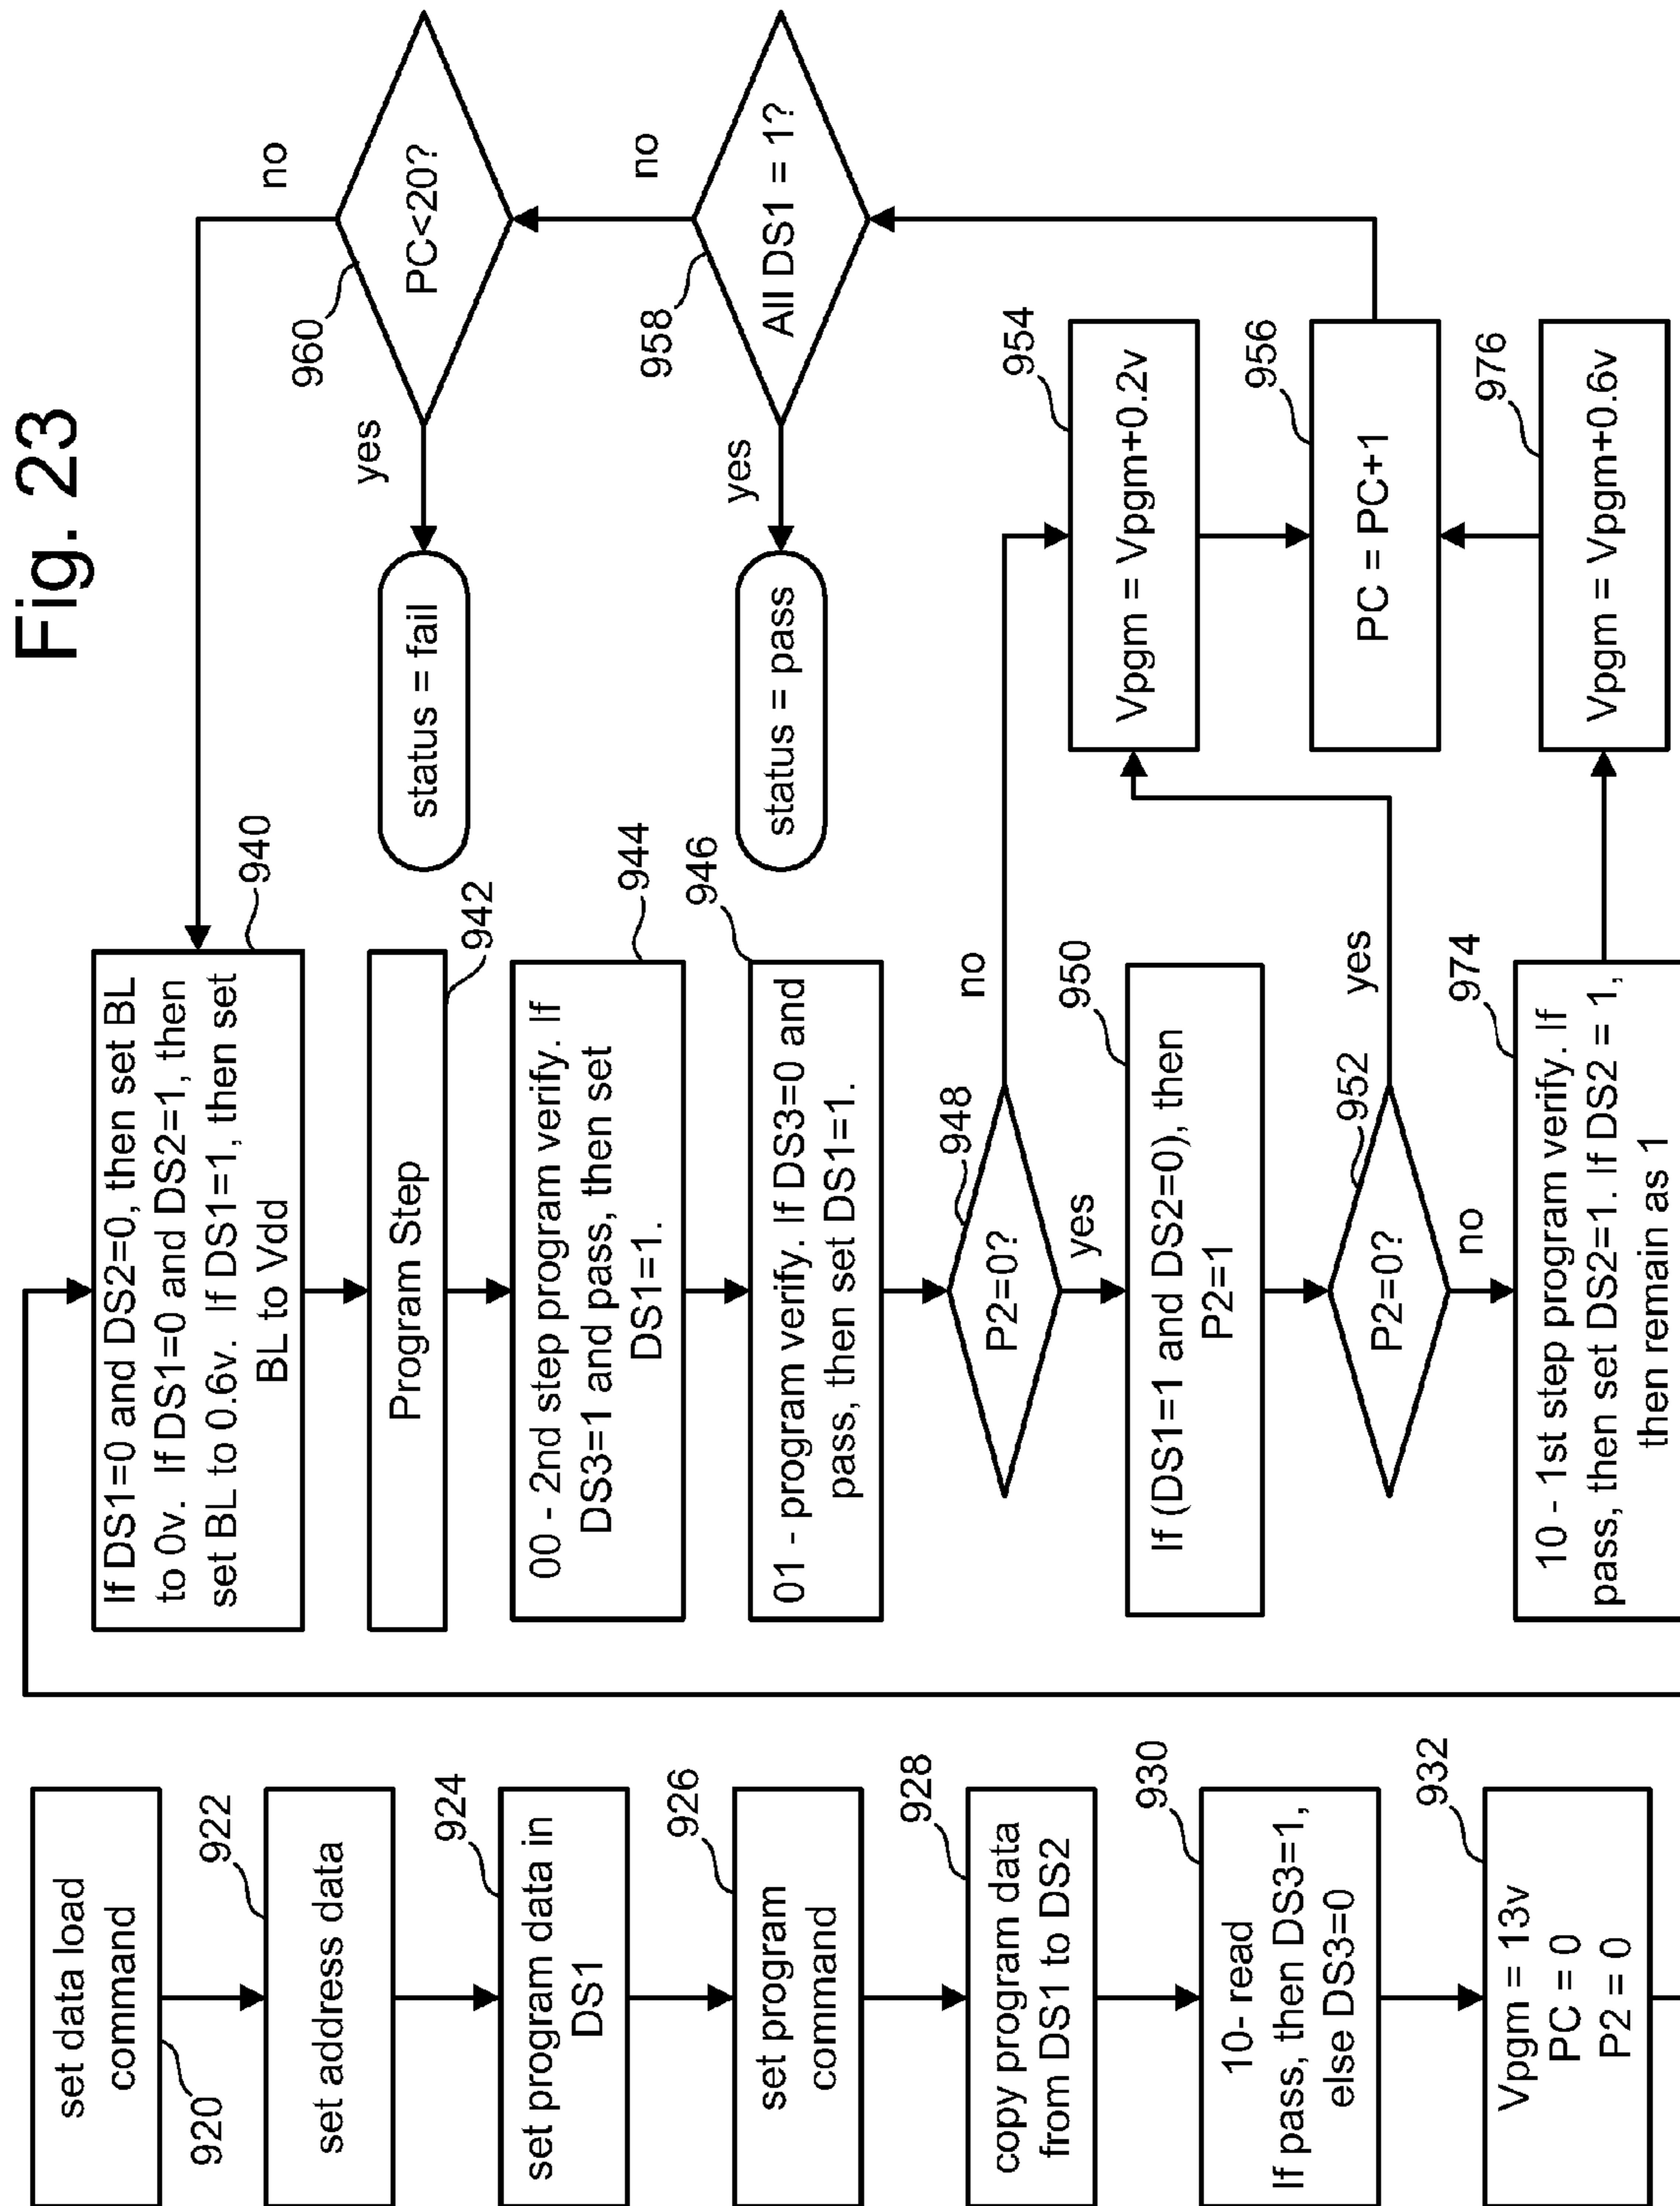 Fig. 23
set data load
command
920
922
set address data
924
set program data in
DS1
926
set program
command
928
copy program data
from DS1 to DS2
930
10- read
If pass, then DS3=1,
else DS3=0
932
Vpgm = 13v
PC = 0
P2 = 0
940
If DS1=0 and DS2=0, then set BL
to 0v. If DS1=0 and DS2=1, then
set BL to 0.6v. If DS1=1, then set
BL to Vdd
Program Step
942
944
00 - 2nd step program verify. If
DS3=1 and pass, then set
DS1=1.
946
01 - program verify. If DS3=0 and
pass, then set DS1=1.
948
P2=0?
no
yes
950
If (DS1=1 and DS2=0), then
P2=1
952
P2=0?
yes
no
974
10 - 1st step program verify. If
pass, then set DS2=1. If DS2 = 1,
then remain as 1
960
PC<20?
no
yes
status = fail
958
All DS1 = 1?
no
yes
status = pass
954
Vpgm = Vpgm+0.2v
956
PC = PC+1
976
Vpgm = Vpgm+0.6v